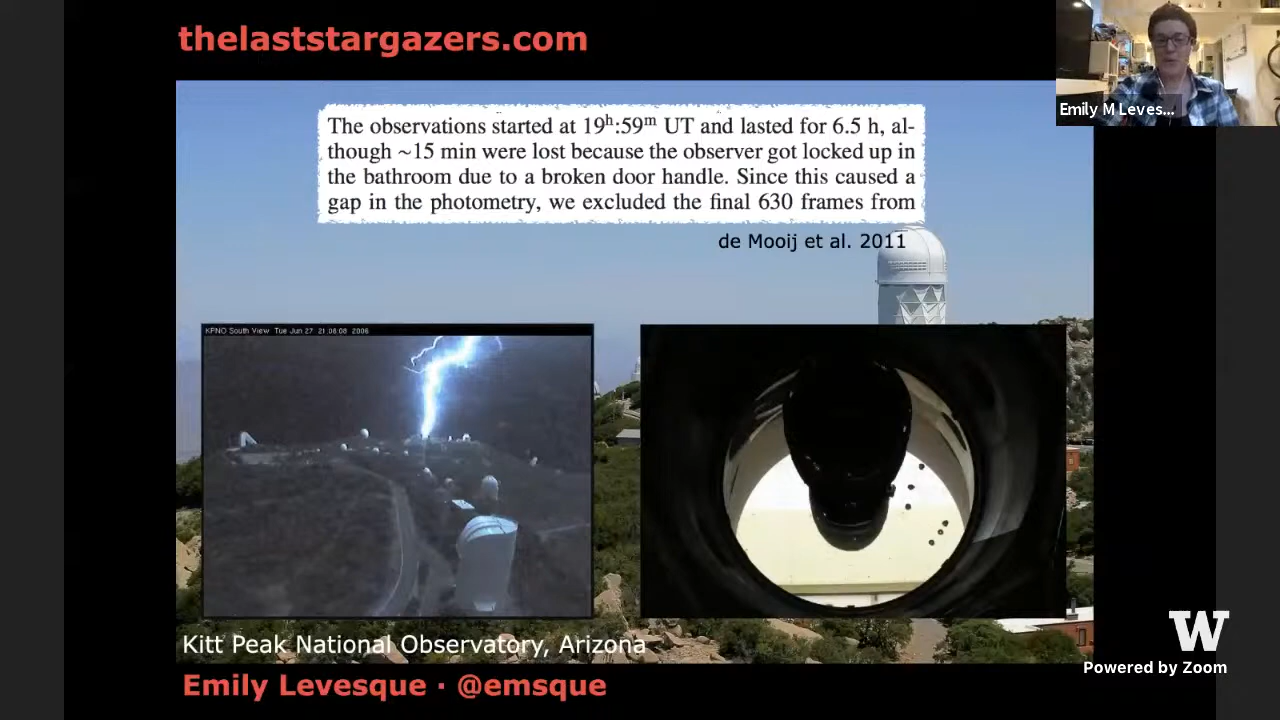 thelaststargazers.com
Emily M Leves...
The observations started at 19h:59m UT and lasted for 6.5 h, al-
though ~15 min were lost because the observer got locked up in
the bathroom due to a broken door handle. Since this caused a
gap in the photometry, we excluded the final 630 frames from
de Mooij et al. 2011
KPNO South View Tue Jun 27 21:06:08 2006
Kitt Peak National Observatory, Arizona
W
Powered by Zoom
Emily Levesque · @emsque